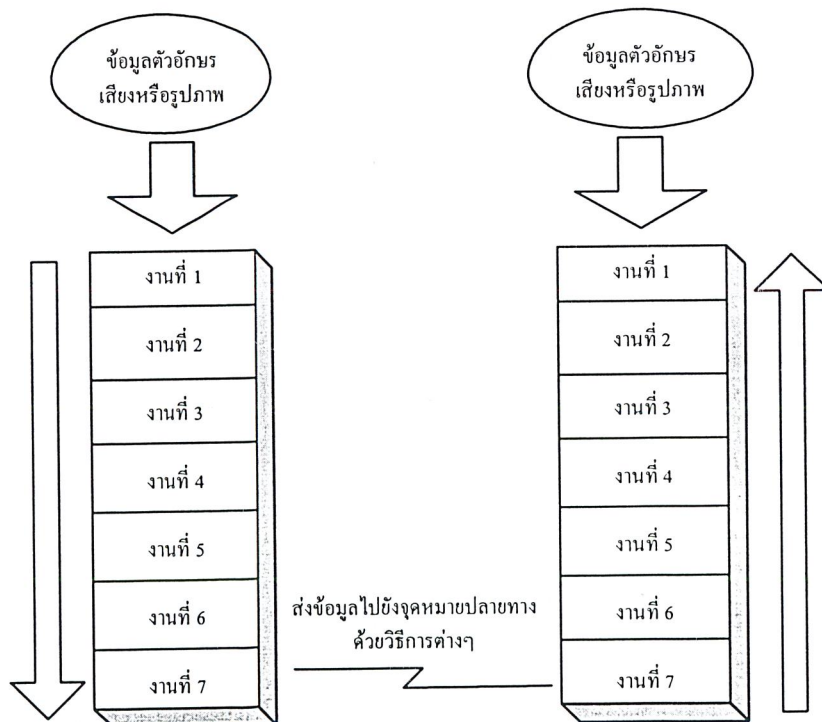 ข้อมูลตัวอักษร
เสียงหรือรูปภาพ
งานที่ 1
งานที่ 2
งานที่ 3
งานที่ 4
งานที่ 5
งานที่ 6
งานที่ 7
ส่งข้อมูลไปยังจุดหมายปลายทาง
ด้วยวิธีการต่างๆ
ข้อมูลตัวอักษร
เสียงหรือรูปภาพ
งานที่ 1
งานที่ 2
งานที่ 3
งานที่ 4
งานที่ 5
งานที่ 6
งานที่ 7